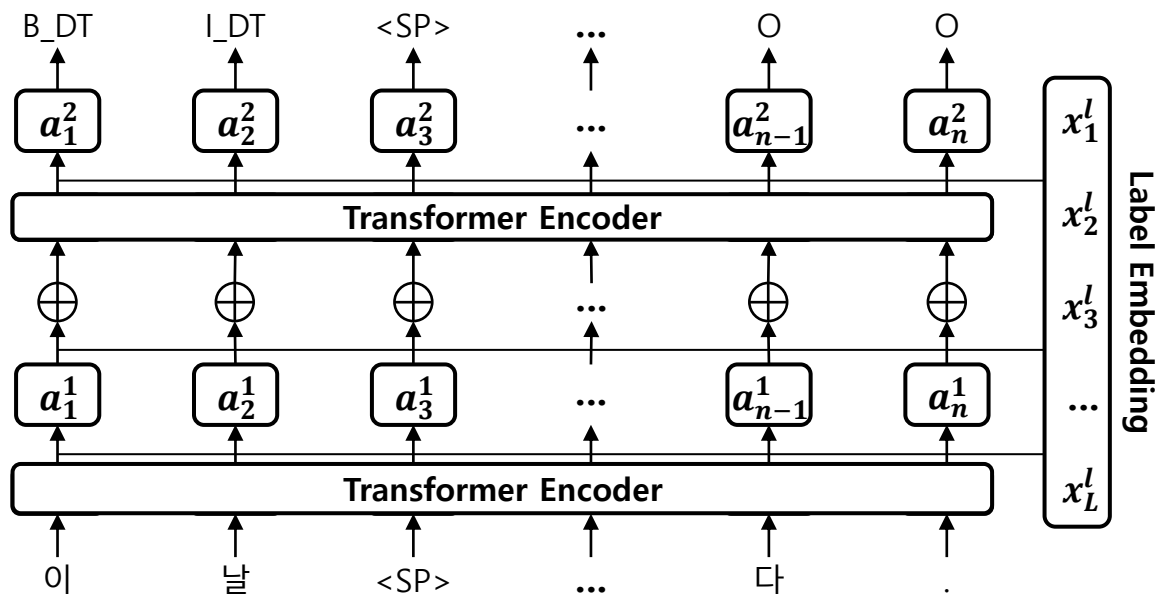 B_DT I_DT <SP> ... O O
a_1^2 a_2^2 a_3^2 ... a_{n-1}^2 a_n^2
Transformer Encoder
...
a_1^1 a_2^1 a_3^1 ... a_{n-1}^1 a_n^1
Transformer Encoder
이 날 <SP> ... 다 .
x_1^l
x_2^l
x_3^l
...
x_L^l
Label Embedding